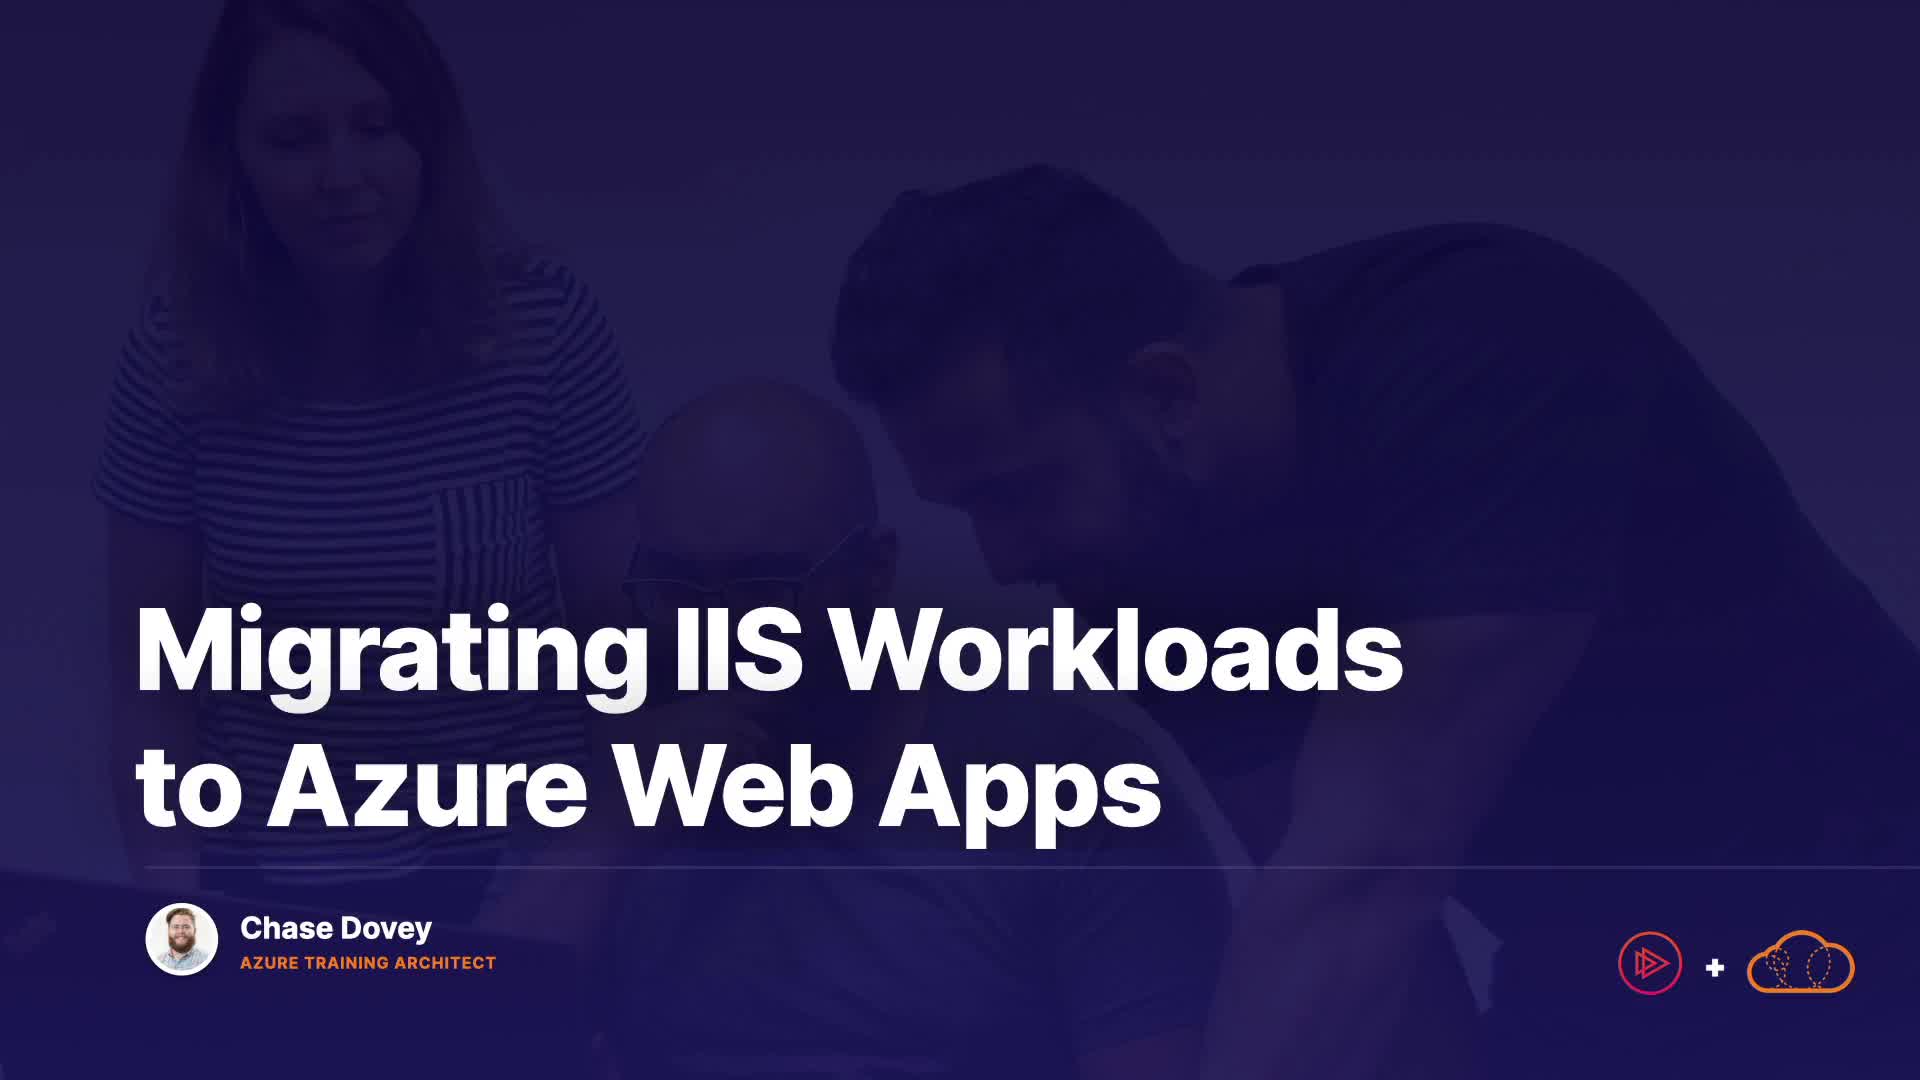 Migrating IIS Workloads
to Azure Web Apps
Chase Dovey
AZURE TRAINING ARCHITECT
+